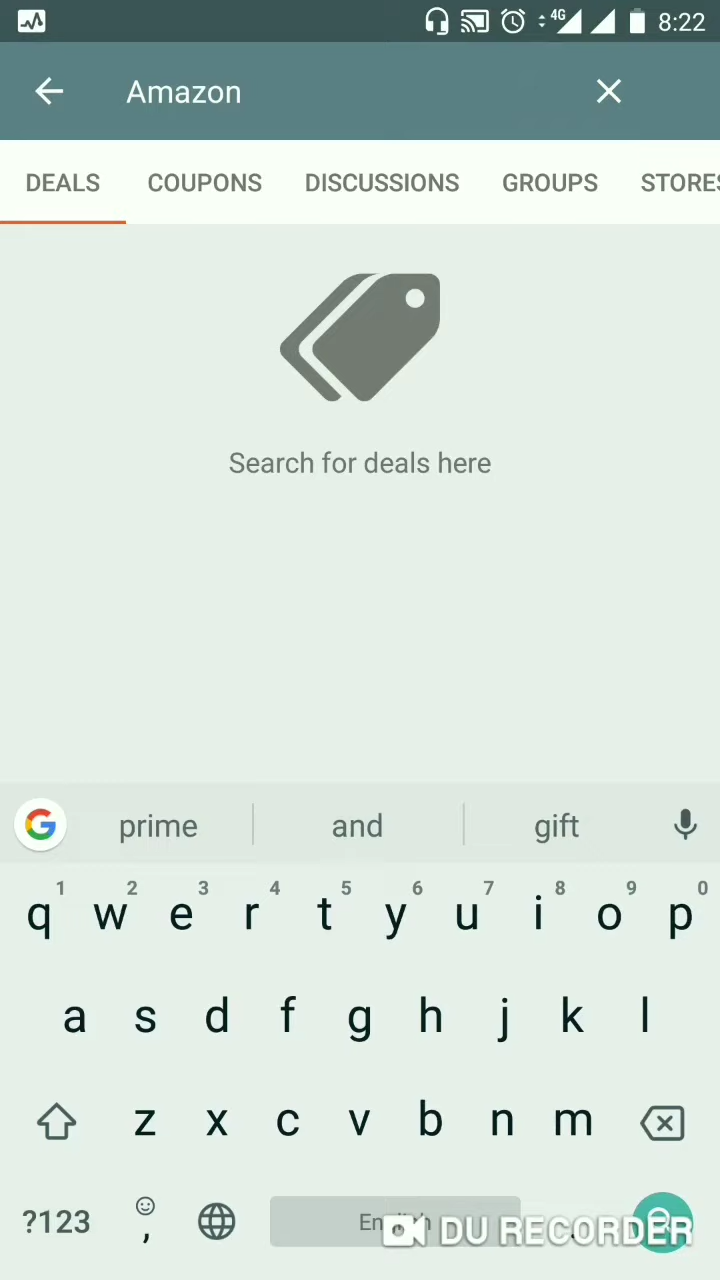 4G 8:22
Amazon
DEALS COUPONS DISCUSSIONS GROUPS STORES
Search for deals here
prime and gift
1 2 3 4 5 6 7 8 9 0
q w e r t y u i o p
a s d f g h j k l
z x c v b n m
?123 , English .
DU RECORDER